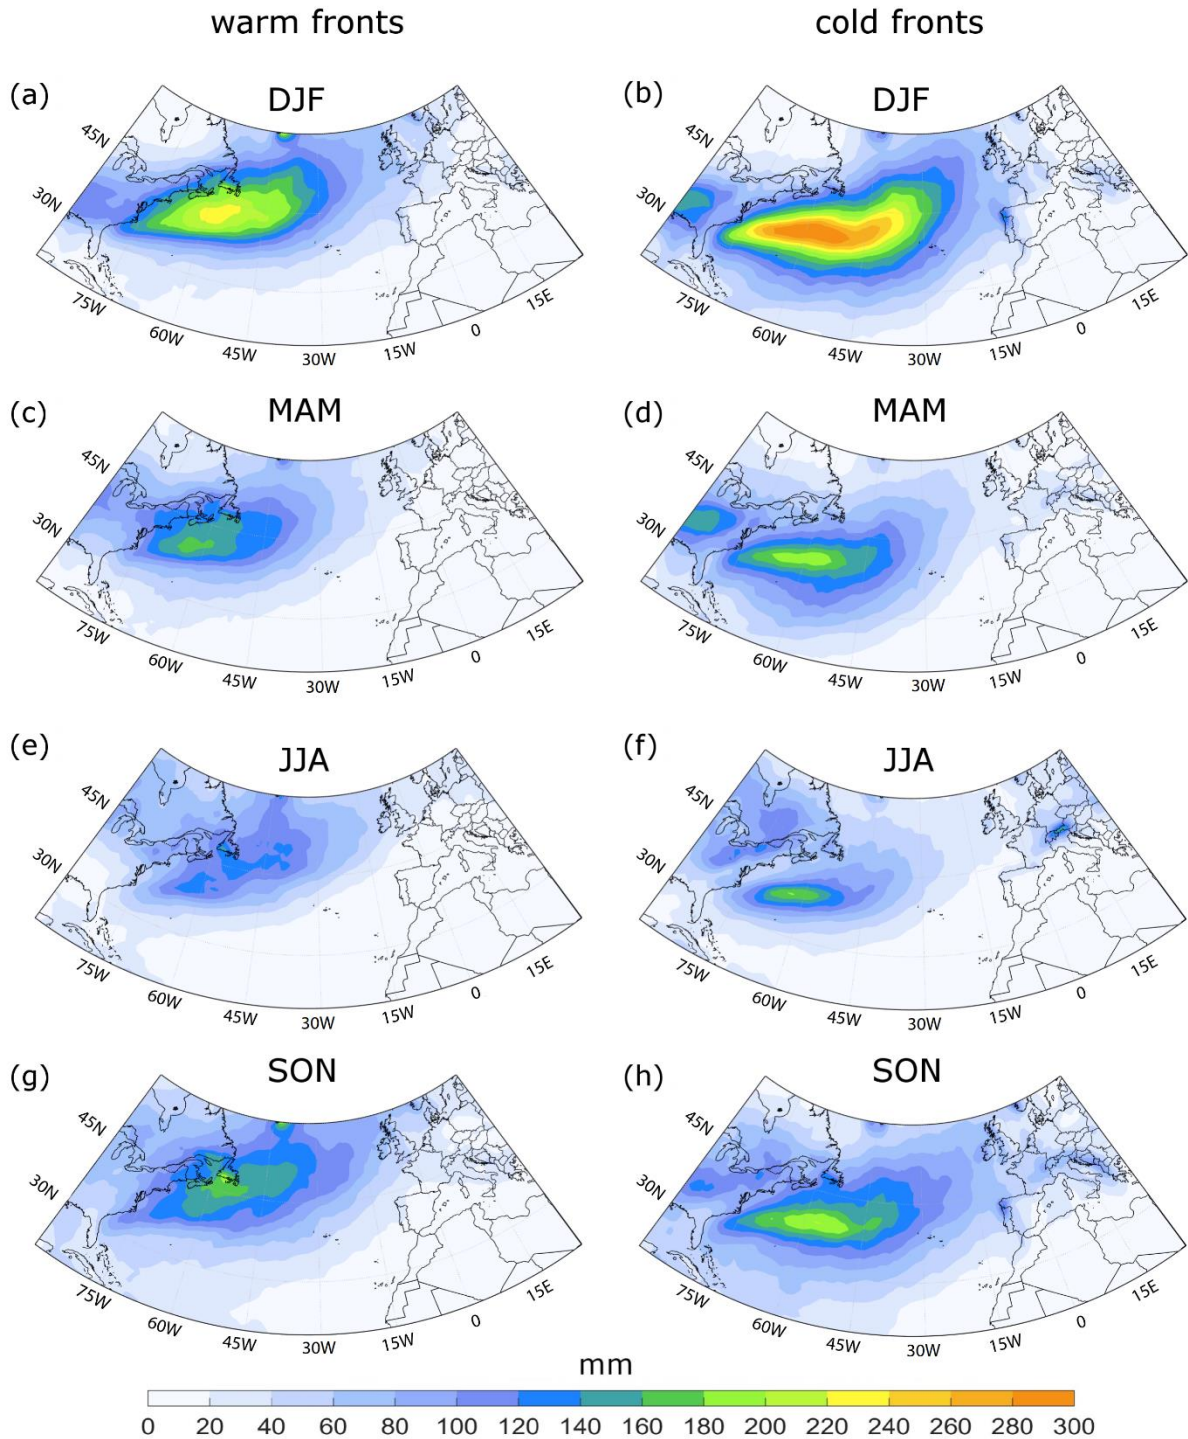 warm fronts
cold fronts
(a) DJF
45N
30N
75W 60W 45W 30W 15W 0 15E
(b) DJF
45N
30N
75W 60W 45W 30W 15W 0 15E
(c) MAM
45N
30N
75W 60W 45W 30W 15W 0 15E
(d) MAM
45N
30N
75W 60W 45W 30W 15W 0 15E
(e) JJA
45N
30N
75W 60W 45W 30W 15W 0 15E
(f) JJA
45N
30N
75W 60W 45W 30W 15W 0 15E
(g) SON
45N
30N
75W 60W 45W 30W 15W 0 15E
(h) SON
45N
30N
75W 60W 45W 30W 15W 0 15E
mm
0 20 40 60 80 100 120 140 160 180 200 220 240 260 280 300